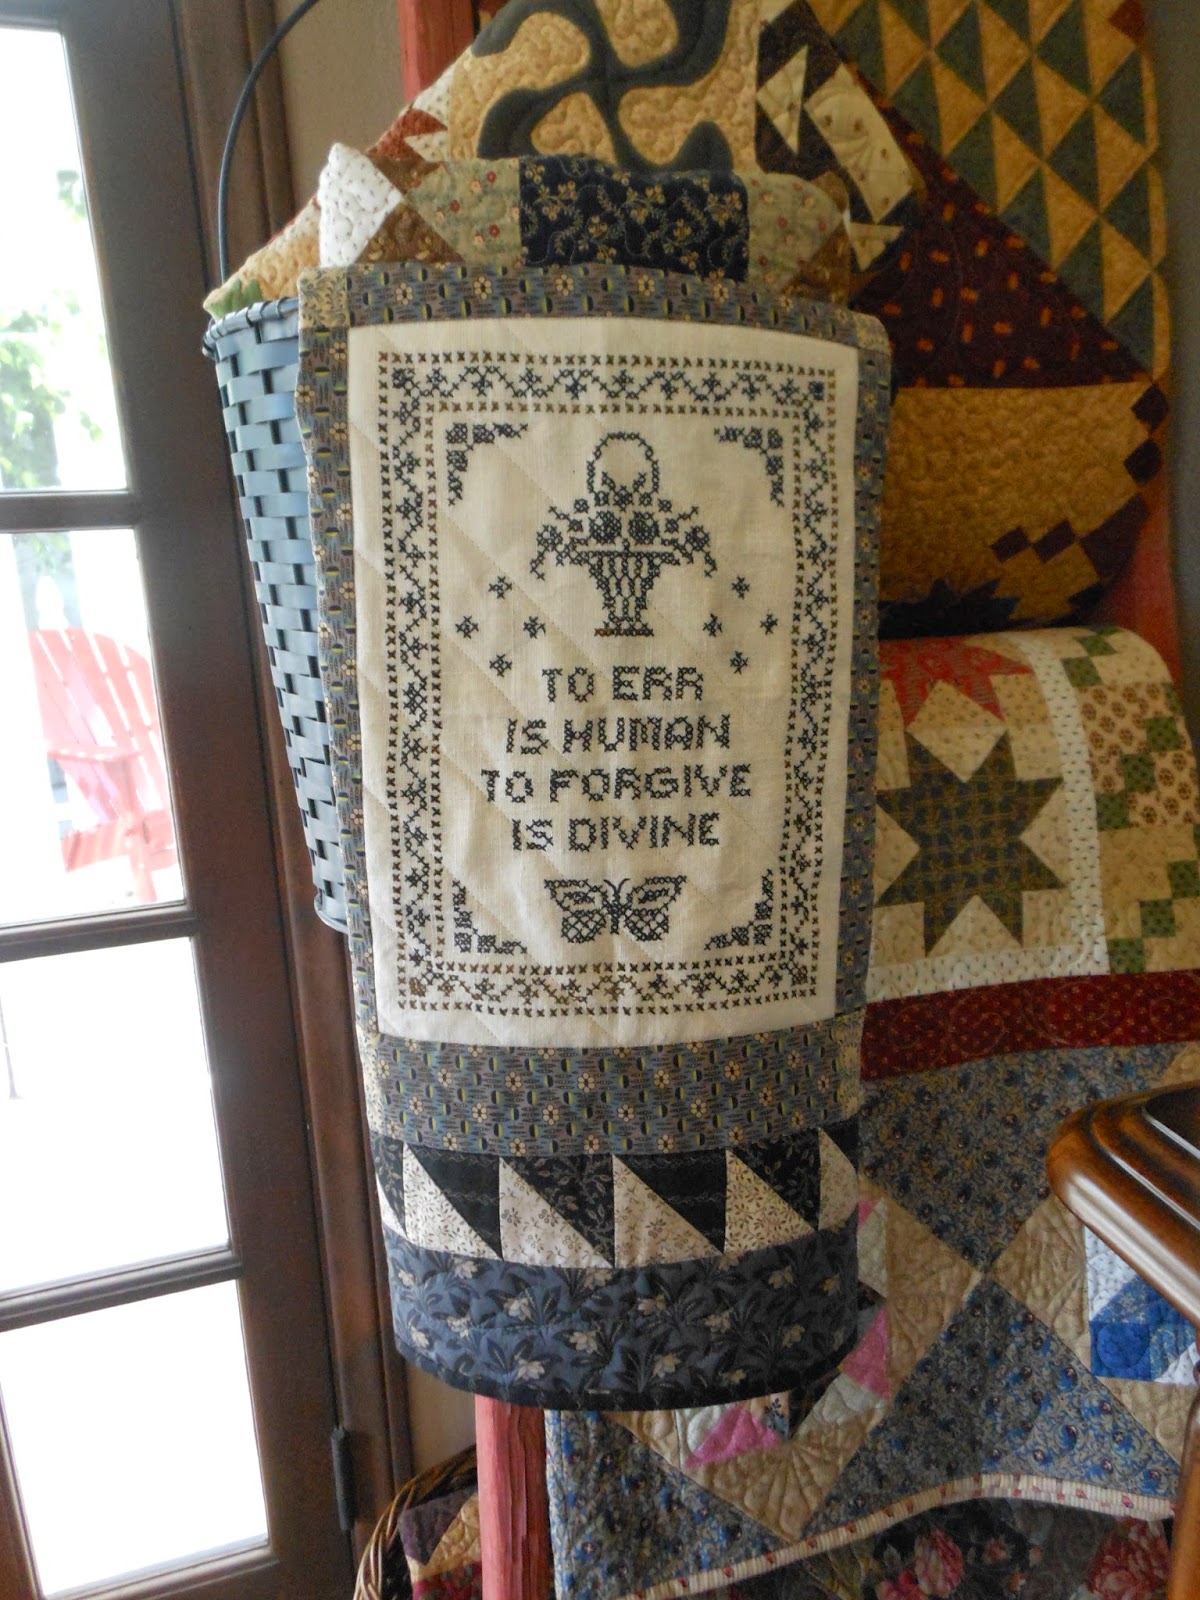 TO ERR
IS HUMAN
TO FORGIVE
IS DIVINE